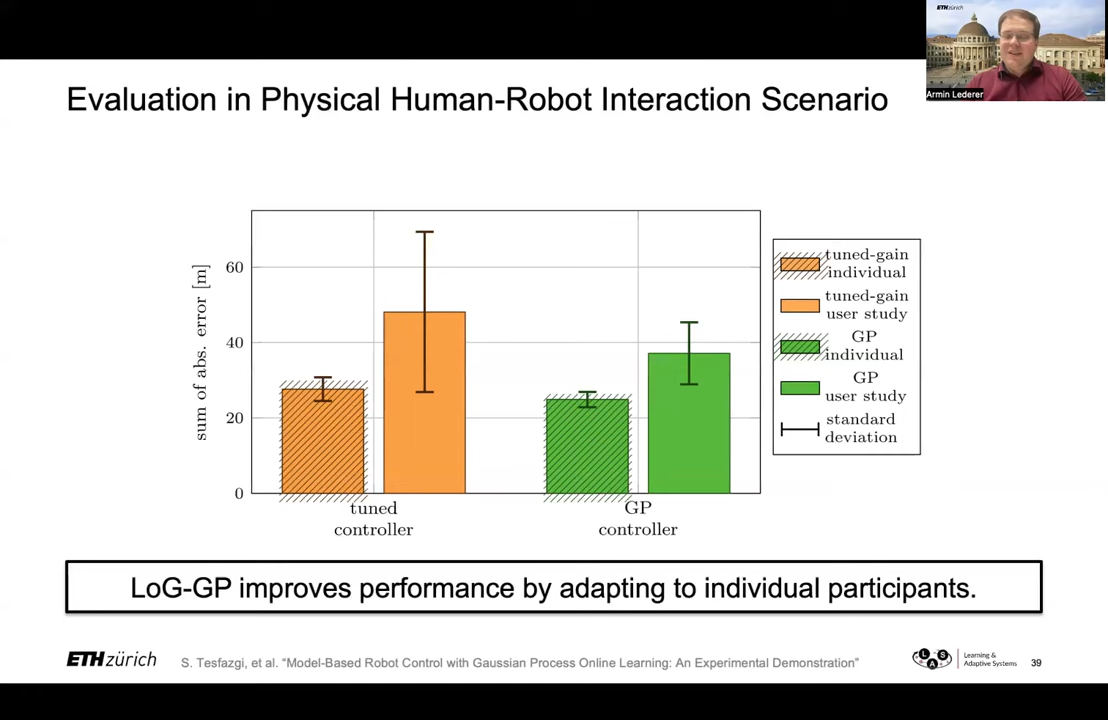 ETHzürich
Armin Lederer
Evaluation in Physical Human-Robot Interaction Scenario
sum of abs. error [m]
60
40
20
0
tuned
controller
GP
controller
tuned-gain
individual
tuned-gain
user study
GP
individual
GP
user study
standard
deviation
LoG-GP improves performance by adapting to individual participants.
ETHzürich
S. Tesfazgi, et al. “Model-Based Robot Control with Gaussian Process Online Learning: An Experimental Demonstration”
L S A
Learning &
Adaptive Systems
39